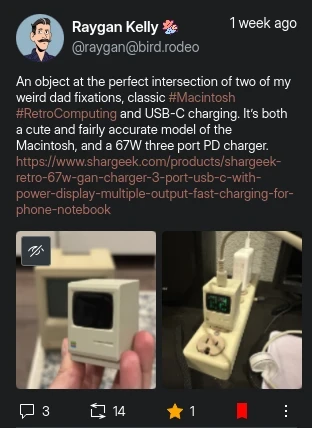 Raygan Kelly
1 week ago
@raygan@bird.rodeo
An object at the perfect intersection of two of my
weird dad fixations, classic #Macintosh
#RetroComputing and USB-C charging. It's both
a cute and fairly accurate model of the
Macintosh, and a 67W three port PD charger.
https://www.shargeek.com/products/shargeek-
retro-67w-gan-charger-3-port-usb-c-with-
power-display-multiple-output-fast-charging-for-
phone-notebook
3 14 1